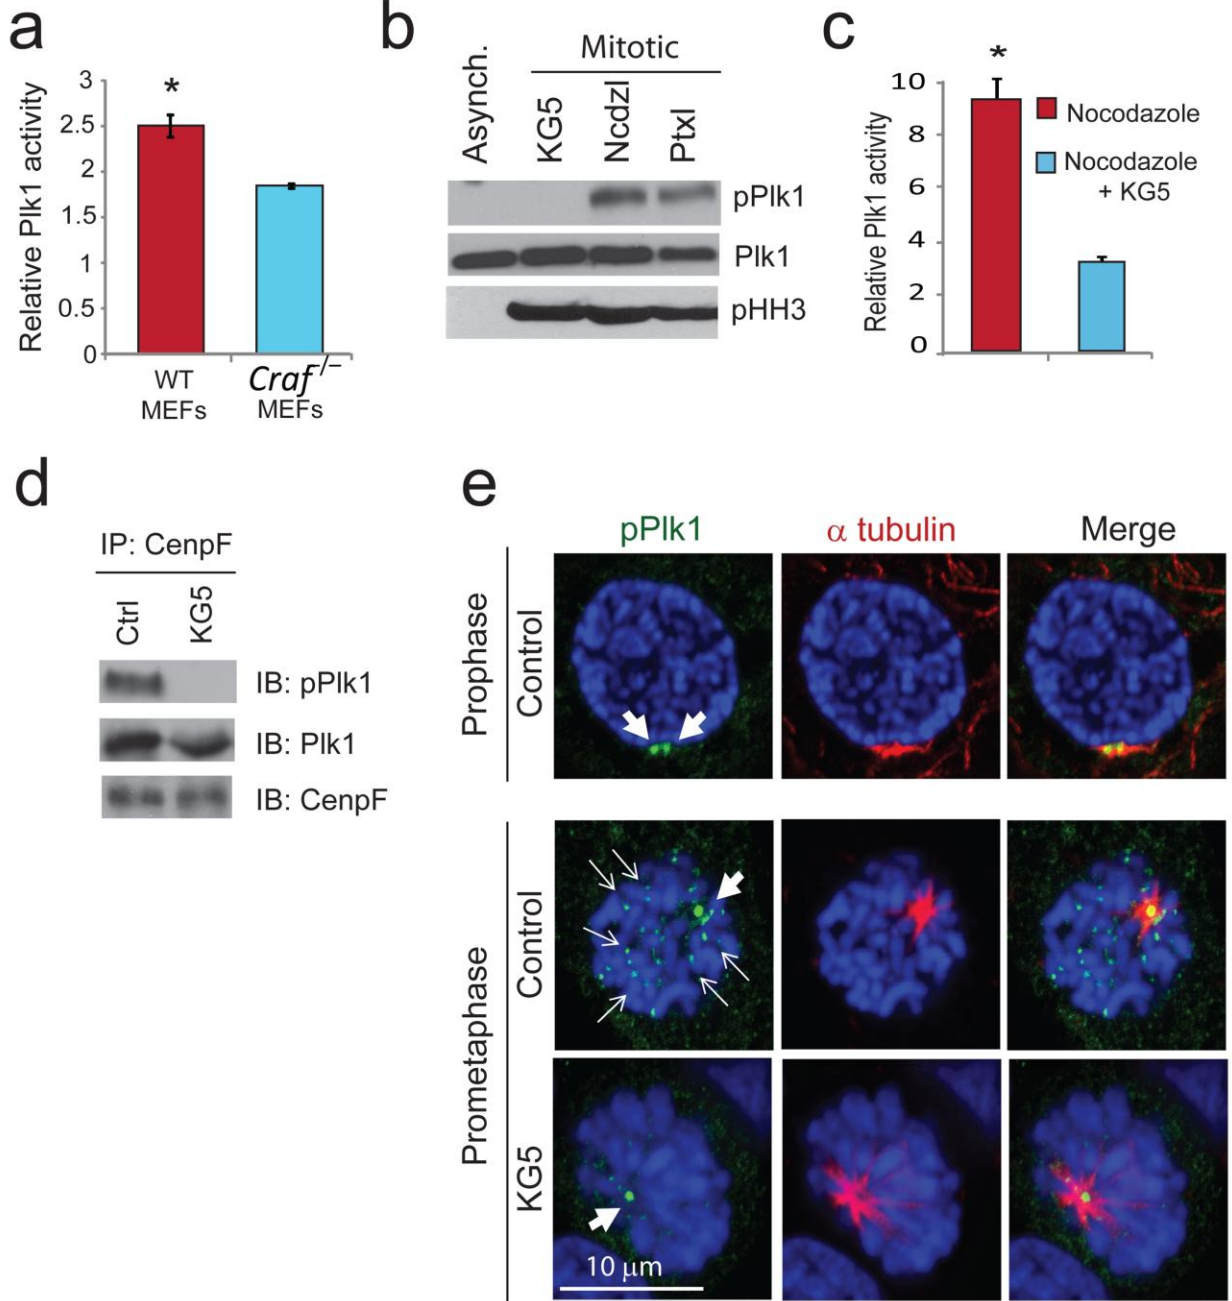 a
Relative Plk1 activity
3
2.5
2
1.5
1
0.5
0
*
WT
MEFs
Craf-/-
MEFs
b
Mitotic
Asynch.
KG5
Ncdzl
Ptxl
pPlk1
Plk1
pHH3
c
Relative Plk1 activity
10
8
6
4
2
0
*
Nocodazole
Nocodazole
+ KG5
d
IP: CenpF
Ctrl
KG5
IB: pPlk1
IB: Plk1
IB: CenpF
e
pPlk1
α tubulin
Merge
Prophase
Control
Prometaphase
Control
KG5
10 μm